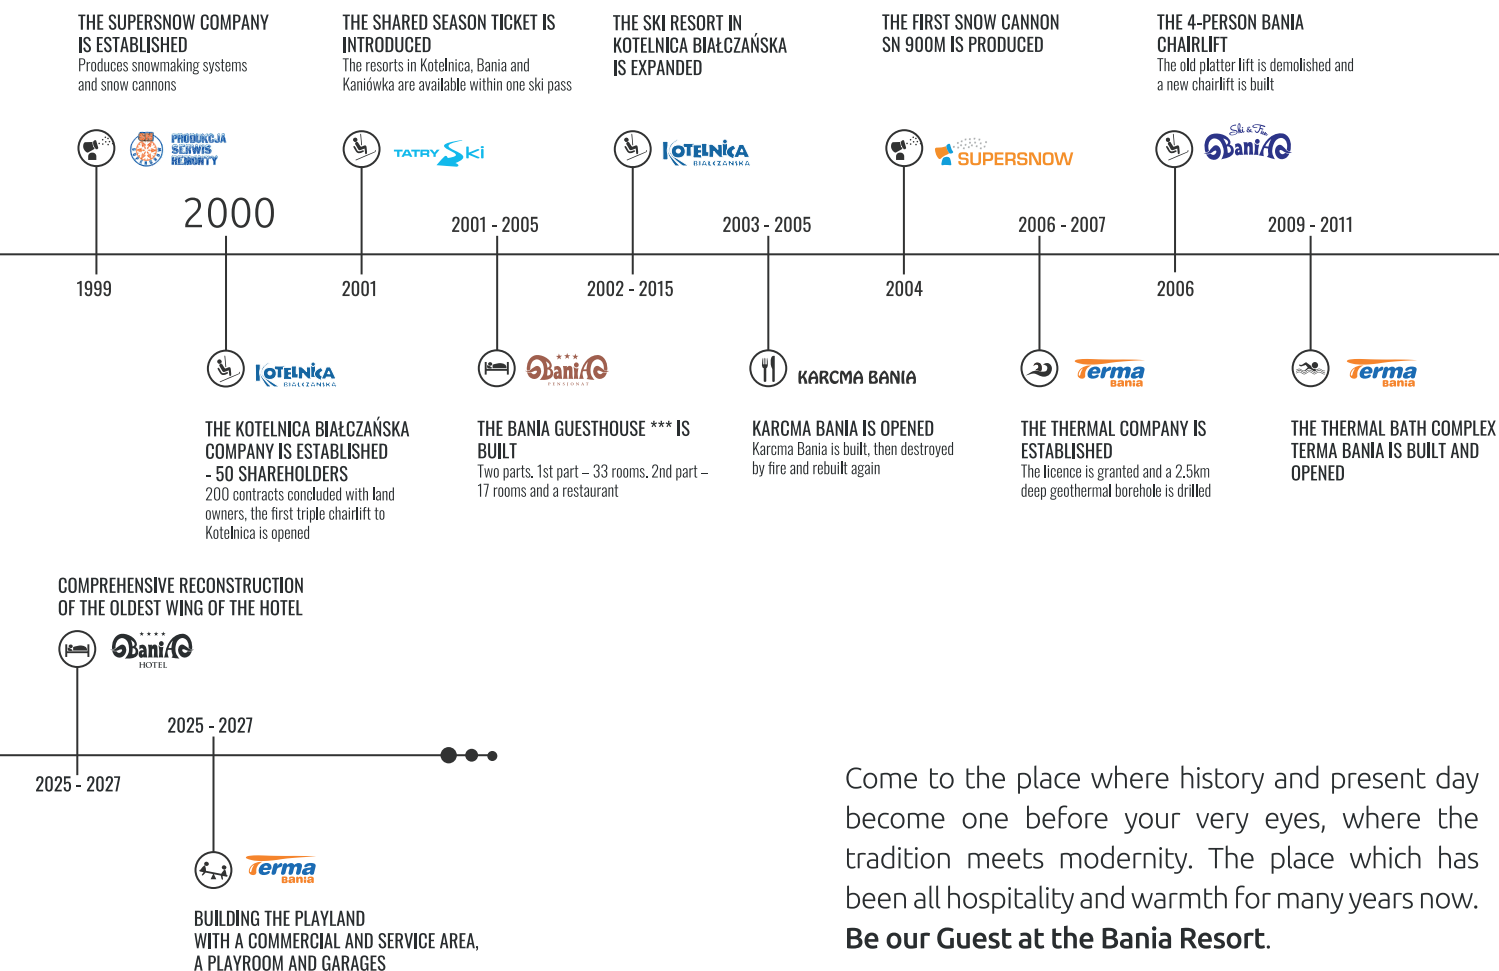 THE SUPERSNOW COMPANY
IS ESTABLISHED
Produces snowmaking systems
and snow cannons
PRODUKCJA
SERWIS
REMONTY
1999
2000
KOTELNICA
BIAŁCZAŃSKA
THE KOTELNICA BIAŁCZAŃSKA
COMPANY IS ESTABLISHED
- 50 SHAREHOLDERS
200 contracts concluded with land
owners, the first triple chairlift to
Kotelnica is opened
THE SHARED SEASON TICKET IS
INTRODUCED
The resorts in Kotelnica, Bania and
Kaniówka are available within one ski pass
TATRY Ski
2001
2001 - 2005
BaniA
PENSJONAT
THE BANIA GUESTHOUSE *** IS
BUILT
Two parts. 1st part – 33 rooms. 2nd part –
17 rooms and a restaurant
THE SKI RESORT IN
KOTELNICA BIAŁCZAŃSKA
IS EXPANDED
KOTELNICA
BIAŁCZAŃSKA
2002 - 2015
2003 - 2005
KARCMA BANIA
KARCMA BANIA IS OPENED
Karcma Bania is built, then destroyed
by fire and rebuilt again
THE FIRST SNOW CANNON
SN 900M IS PRODUCED
SUPERSNOW
2004
2006 - 2007
Terma
BANIA
THE THERMAL COMPANY IS
ESTABLISHED
The licence is granted and a 2.5km
deep geothermal borehole is drilled
THE 4-PERSON BANIA
CHAIRLIFT
The old platter lift is demolished and
a new chairlift is built
Ski & Fun
BaniA
2006
2009 - 2011
Terma
BANIA
THE THERMAL BATH COMPLEX
TERMA BANIA IS BUILT AND
OPENED
COMPREHENSIVE RECONSTRUCTION
OF THE OLDEST WING OF THE HOTEL
BaniA
HOTEL
2025 - 2027
2025 - 2027
Terma
BANIA
BUILDING THE PLAYLAND
WITH A COMMERCIAL AND SERVICE AREA,
A PLAYROOM AND GARAGES
Come to the place where history and present day
become one before your very eyes, where the
tradition meets modernity. The place which has
been all hospitality and warmth for many years now.
Be our Guest at the Bania Resort.